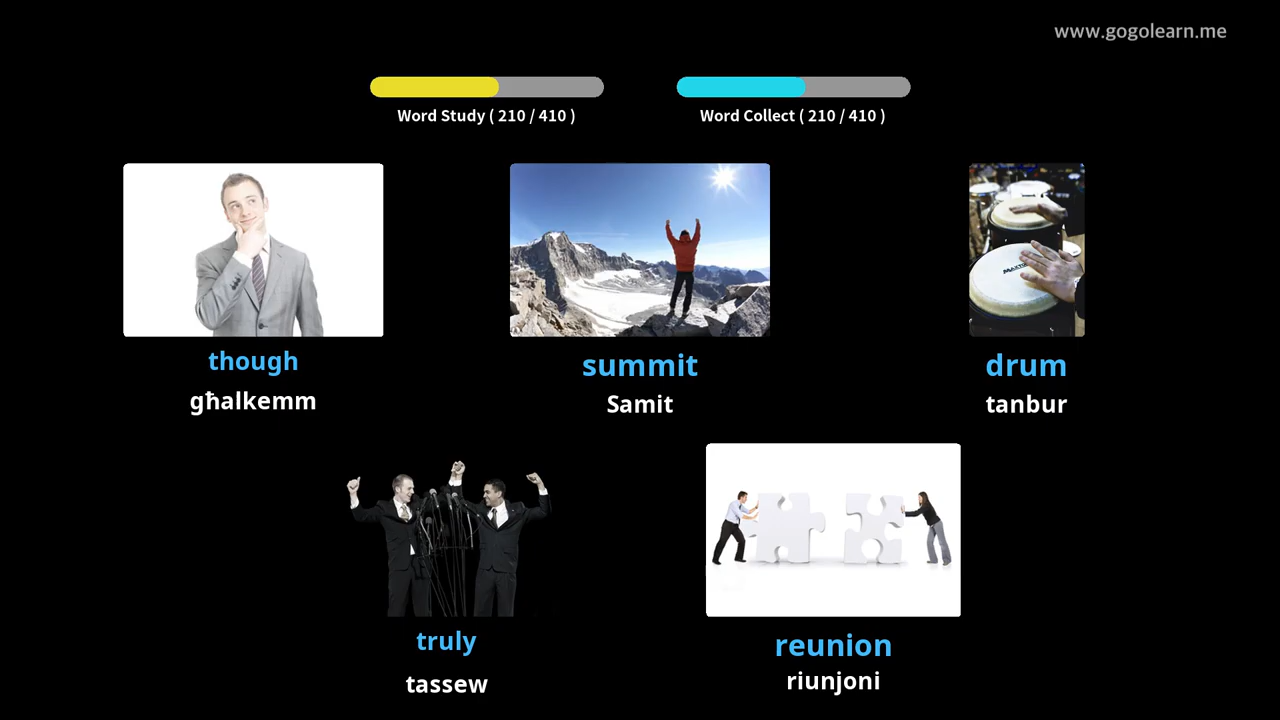 www.gogolearn.me
Word Study ( 210 / 410 )
Word Collect ( 210 / 410 )
though
għalkemm
summit
Samit
drum
tanbur
truly
tassew
reunion
riunjoni